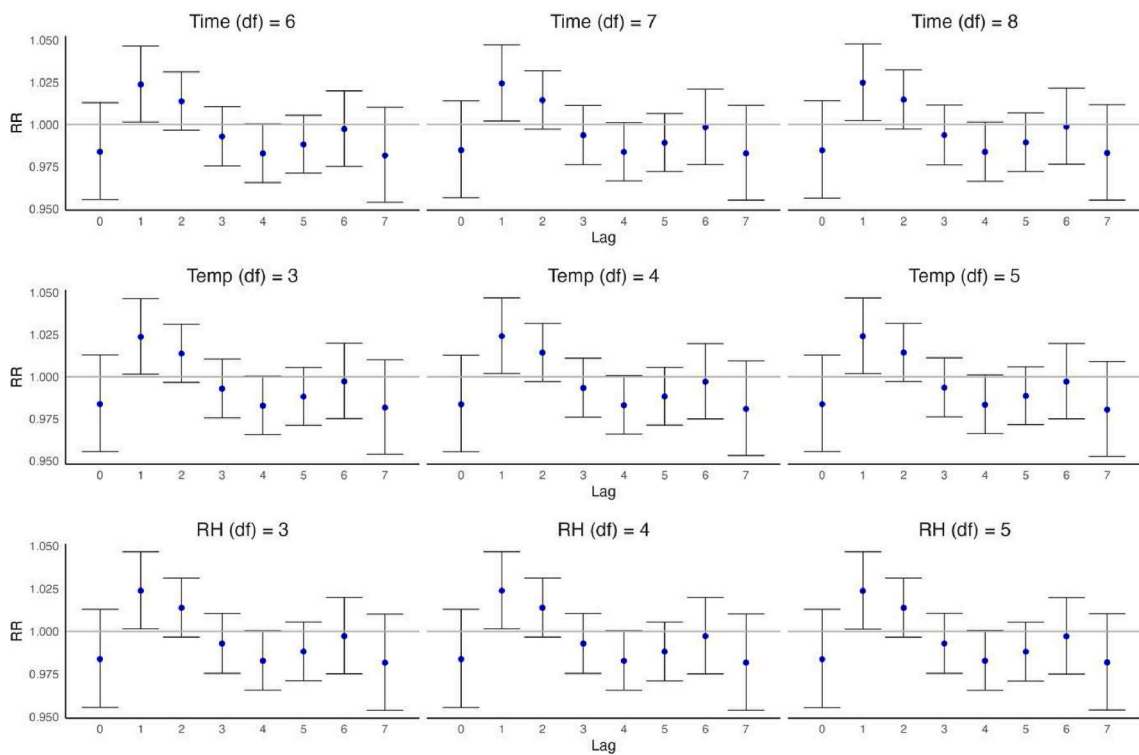 Time (df) = 6 Time (df) = 7 Time (df) = 8
1.050
1.025
1.000
0.975
0.950
RR
0 1 2 3 4 5 6 7 0 1 2 3 4 5 6 7 0 1 2 3 4 5 6 7
Lag
Temp (df) = 3 Temp (df) = 4 Temp (df) = 5
1.050
1.025
1.000
0.975
0.950
RR
0 1 2 3 4 5 6 7 0 1 2 3 4 5 6 7 0 1 2 3 4 5 6 7
Lag
RH (df) = 3 RH (df) = 4 RH (df) = 5
1.050
1.025
1.000
0.975
0.950
RR
0 1 2 3 4 5 6 7 0 1 2 3 4 5 6 7 0 1 2 3 4 5 6 7
Lag